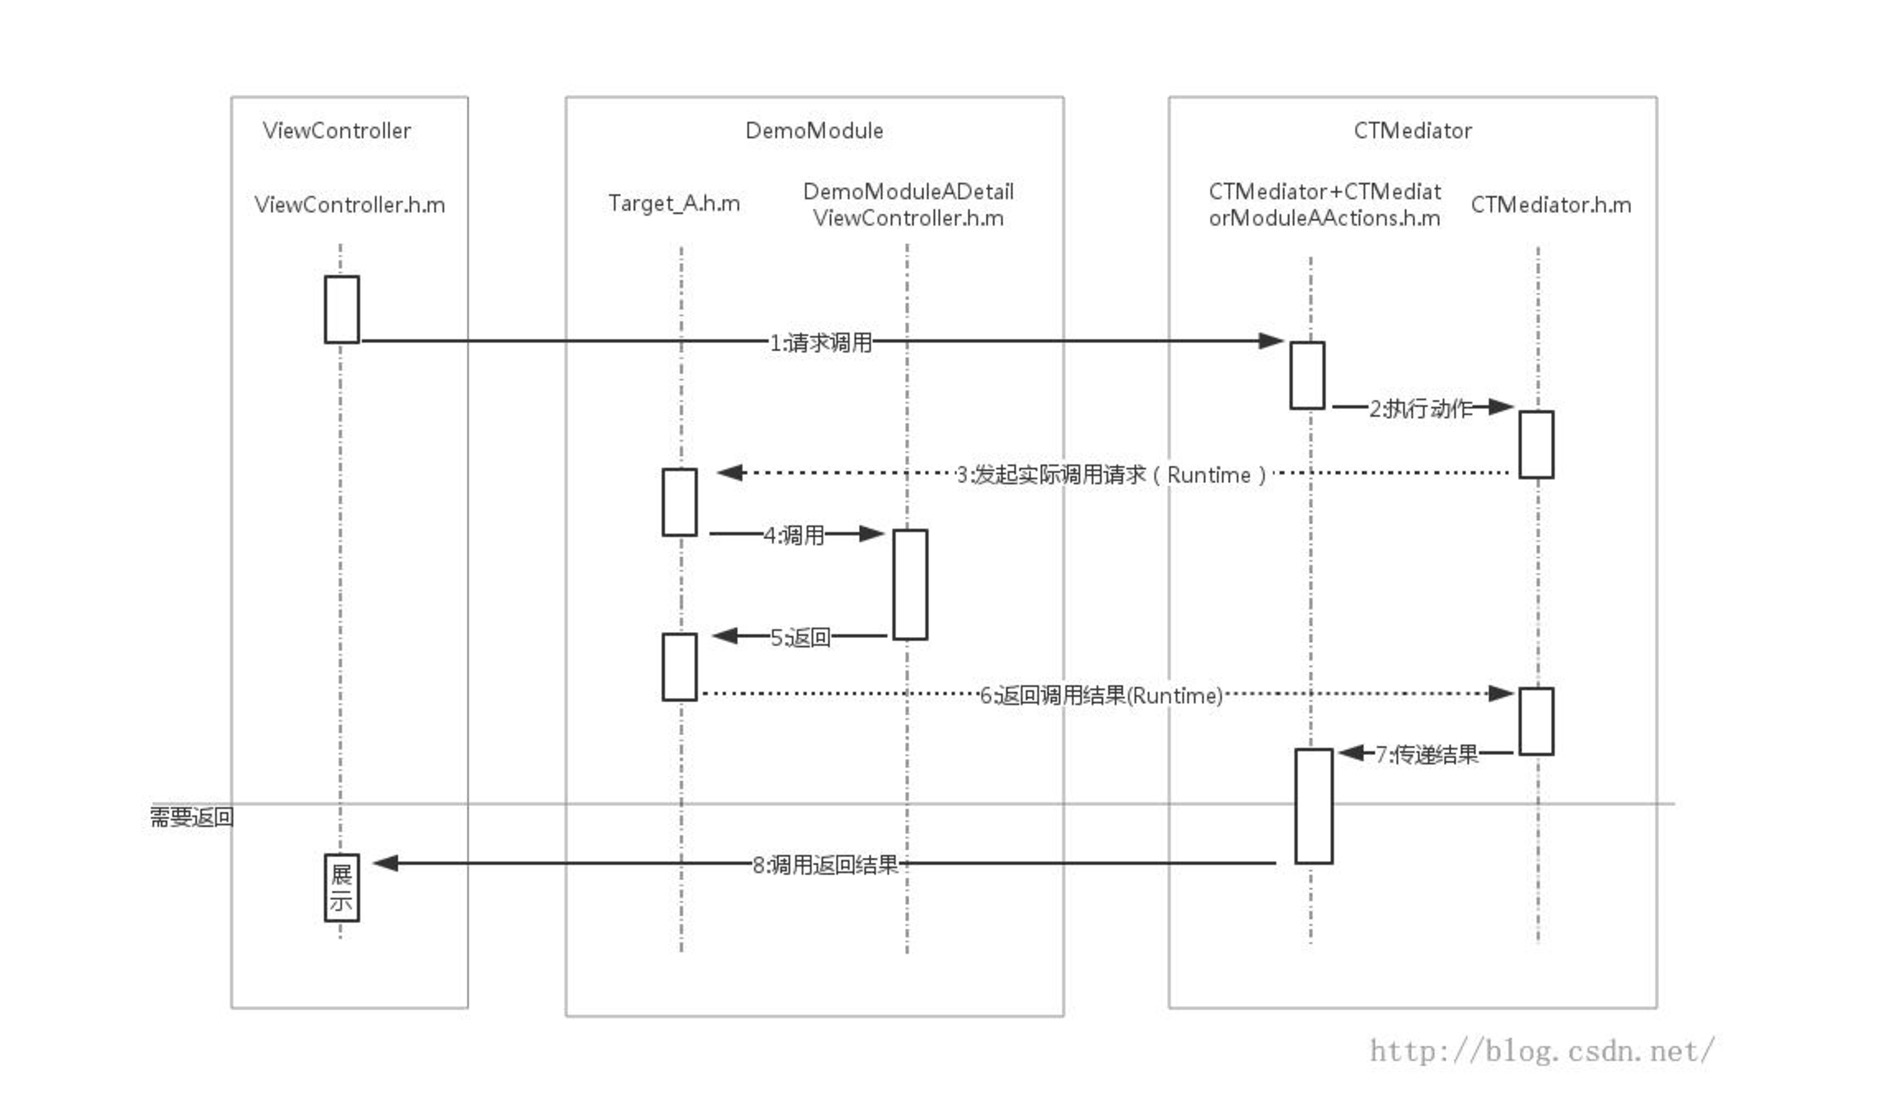 ViewController
DemoModule
CTMediator
ViewController.h.m
Target_A.h.m
DemoModuleADetail
ViewController.h.m
CTMediator+CTMediat
orModuleAActions.h.m
CTMediator.h.m
1:请求调用
2:执行动作
3:发起实际调用请求（Runtime）
4:调用
5:返回
6:返回调用结果(Runtime)
7:传递结果
需要返回
8:调用返回结果
展
示
http://blog.csdn.net/